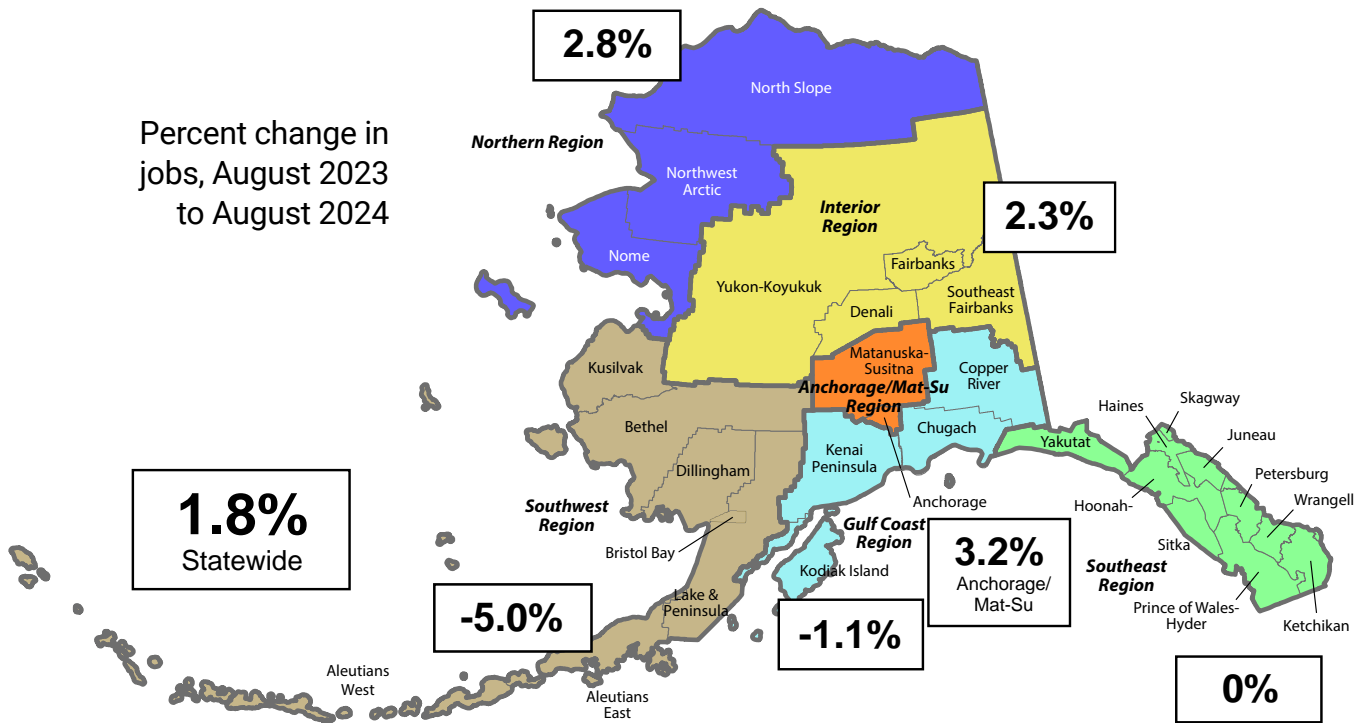 2.8%
North Slope
Percent change in
jobs, August 2023
to August 2024
Northern Region
Northwest
Arctic
Interior
Region
2.3%
Nome
Fairbanks
Yukon-Koyukuk
Southeast
Fairbanks
Denali
Kusilvak
Matanuska-
Susitna
Copper
River
Anchorage/Mat-Su
Region
Skagway
Haines
Bethel
Chugach
Yakutat
Juneau
Kenai
Peninsula
Dillingham
Petersburg
Anchorage
Hoonah-
Wrangell
1.8%
Statewide
Southwest
Region
Gulf Coast
Region
Bristol Bay
3.2%
Anchorage/
Mat-Su
Sitka
Southeast
Region
Kodiak Island
Lake &
Peninsula
-5.0%
-1.1%
Prince of Wales-
Hyder
Ketchikan
Aleutians
West
Aleutians
East
0%